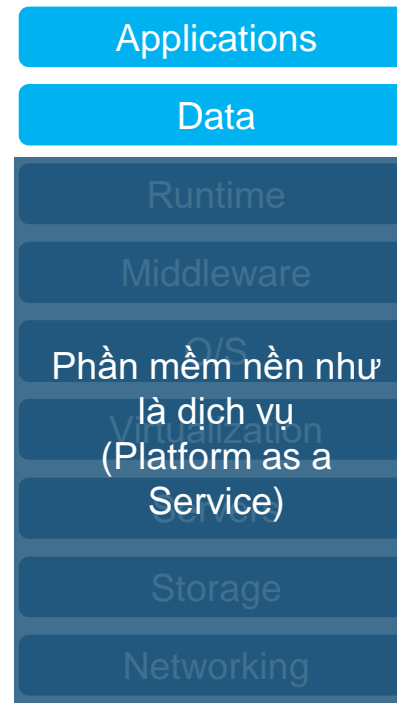 Applications
Data
Runtime
Middleware
O/S
Phần mềm nền như
là dịch vụ
Virtualization
(Platform as a
Service)
Servers
Storage
Networking